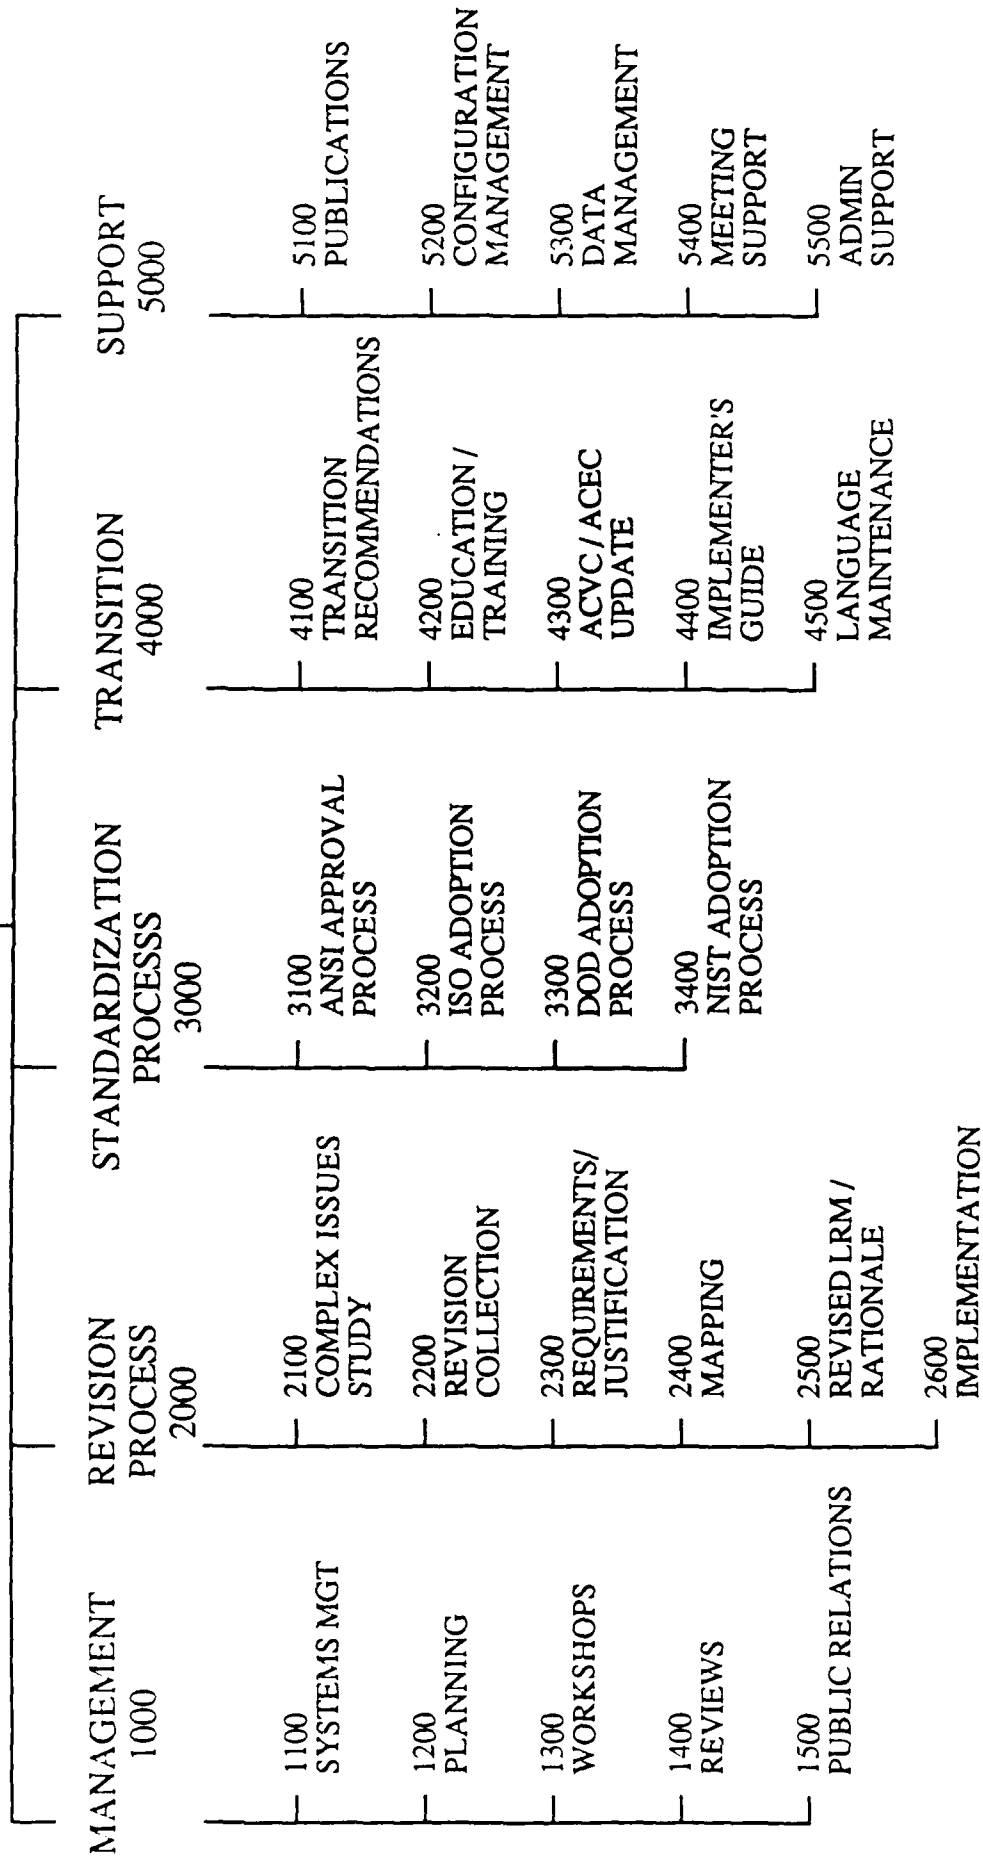 MANAGEMENT
1000
1100
SYSTEMS MGT
1200
PLANNING
1300
WORKSHOPS
1400
REVIEWS
1500
PUBLIC RELATIONS
REVISION
PROCESS
2000
2100
COMPLEX ISSUES
STUDY
2200
REVISION
COLLECTION
2300
REQUIREMENTS/
JUSTIFICATION
2400
MAPPING
2500
REVISED LRM /
RATIONALE
2600
IMPLEMENTATION
STANDARDIZATION
PROCESSS
3000
3100
ANSI APPROVAL
PROCESS
3200
ISO ADOPTION
PROCESS
3300
DOD ADOPTION
PROCESS
3400
NIST ADOPTION
PROCESS
TRANSITION
4000
4100
TRANSITION
RECOMMENDATIONS
4200
EDUCATION /
TRAINING
4300
ACVC / ACEC
UPDATE
4400
IMPLEMENTER'S
GUIDE
4500
LANGUAGE
MAINTENANCE
SUPPORT
5000
5100
PUBLICATIONS
5200
CONFIGURATION
MANAGEMENT
5300
DATA
MANAGEMENT
5400
MEETING
SUPPORT
5500
ADMIN
SUPPORT